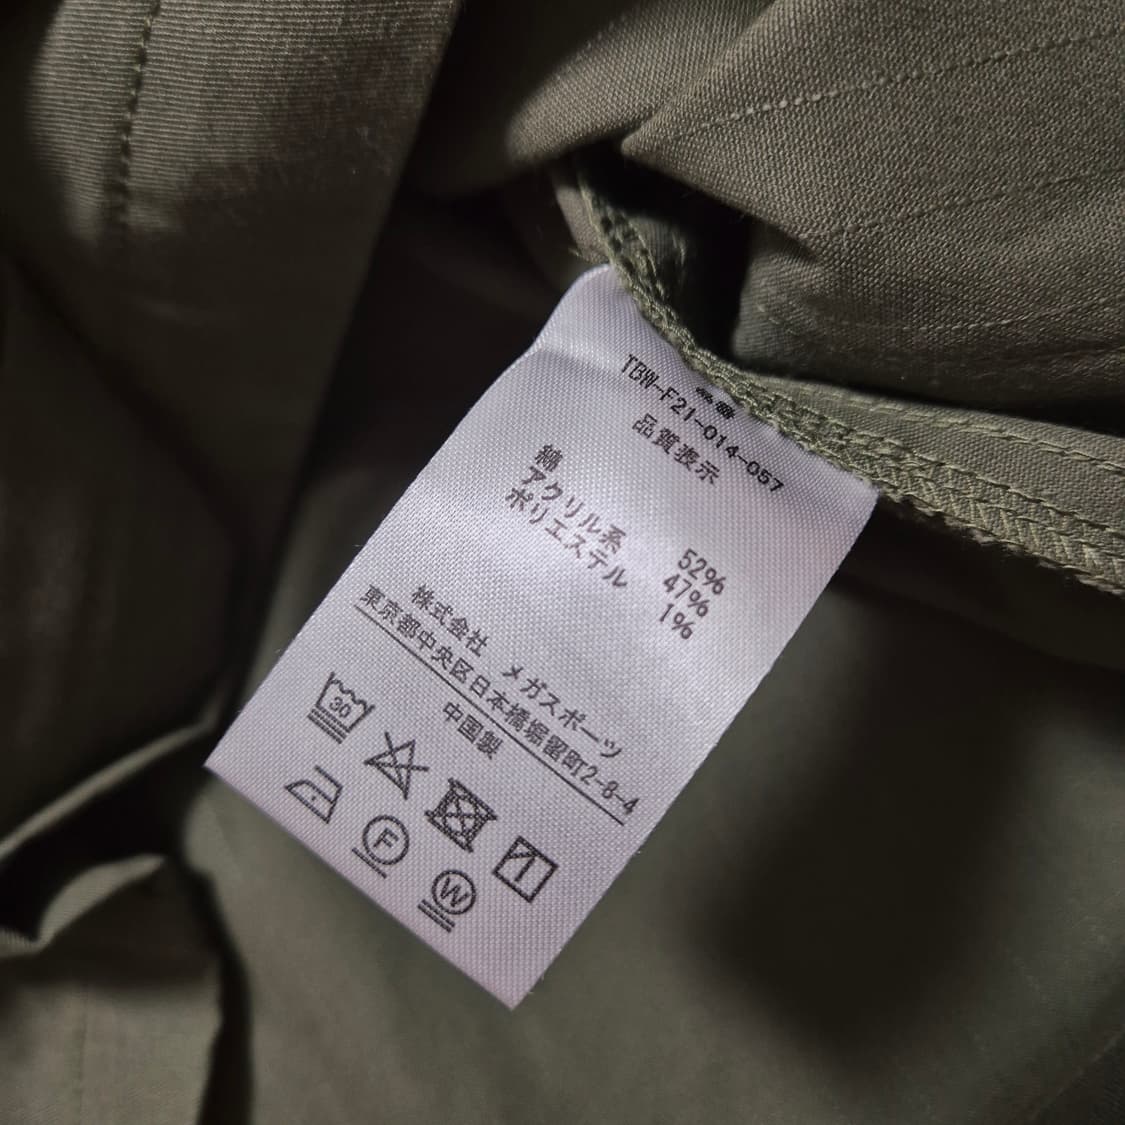 TBW-F21-014-057
品質表示
綿 52%
アクリル系 47%
ポリエステル 1%
株式会社 メガスポーツ
東京都中央区日本橋堀留町2-8-4
中国製
30
F
W